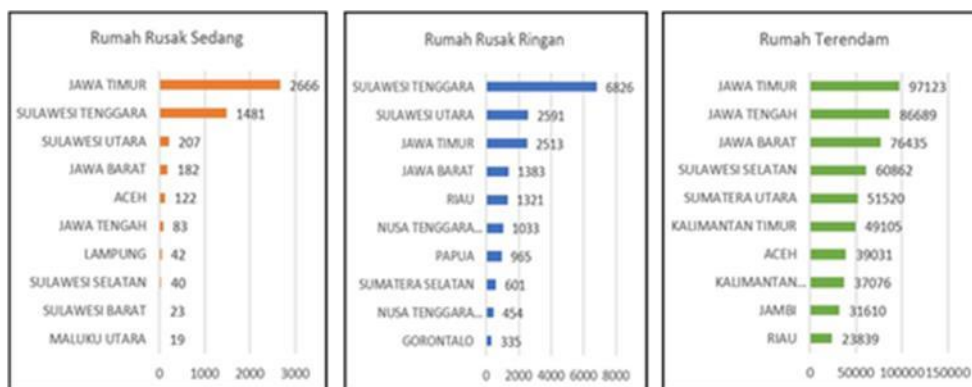 Rumah Rusak Sedang
JAWA TIMUR 2666
SULAWESI TENGGARA 1481
SULAWESI UTARA 207
JAWA BARAT 182
ACEH 122
JAWA TENGAH 83
LAMPUNG 42
SULAWESI SELATAN 40
SULAWESI BARAT 23
MALUKU UTARA 19
0 1000 2000 3000
Rumah Rusak Ringan
SULAWESI TENGGARA 6826
SULAWESI UTARA 2591
JAWA TIMUR 2513
JAWA BARAT 1383
RIAU 1321
NUSA TENGGARA... 1033
PAPUA 965
SUMATERA SELATAN 601
NUSA TENGGARA... 454
GORONTALO 335
0 2000 4000 6000 8000
Rumah Terendam
JAWA TIMUR 97123
JAWA TENGAH 86689
JAWA BARAT 76435
SULAWESI SELATAN 60862
SUMATERA UTARA 51520
KALIMANTAN TIMUR 49105
ACEH 39031
KALIMANTAN... 37076
JAMBI 31610
RIAU 23839
0 50000 100000 150000